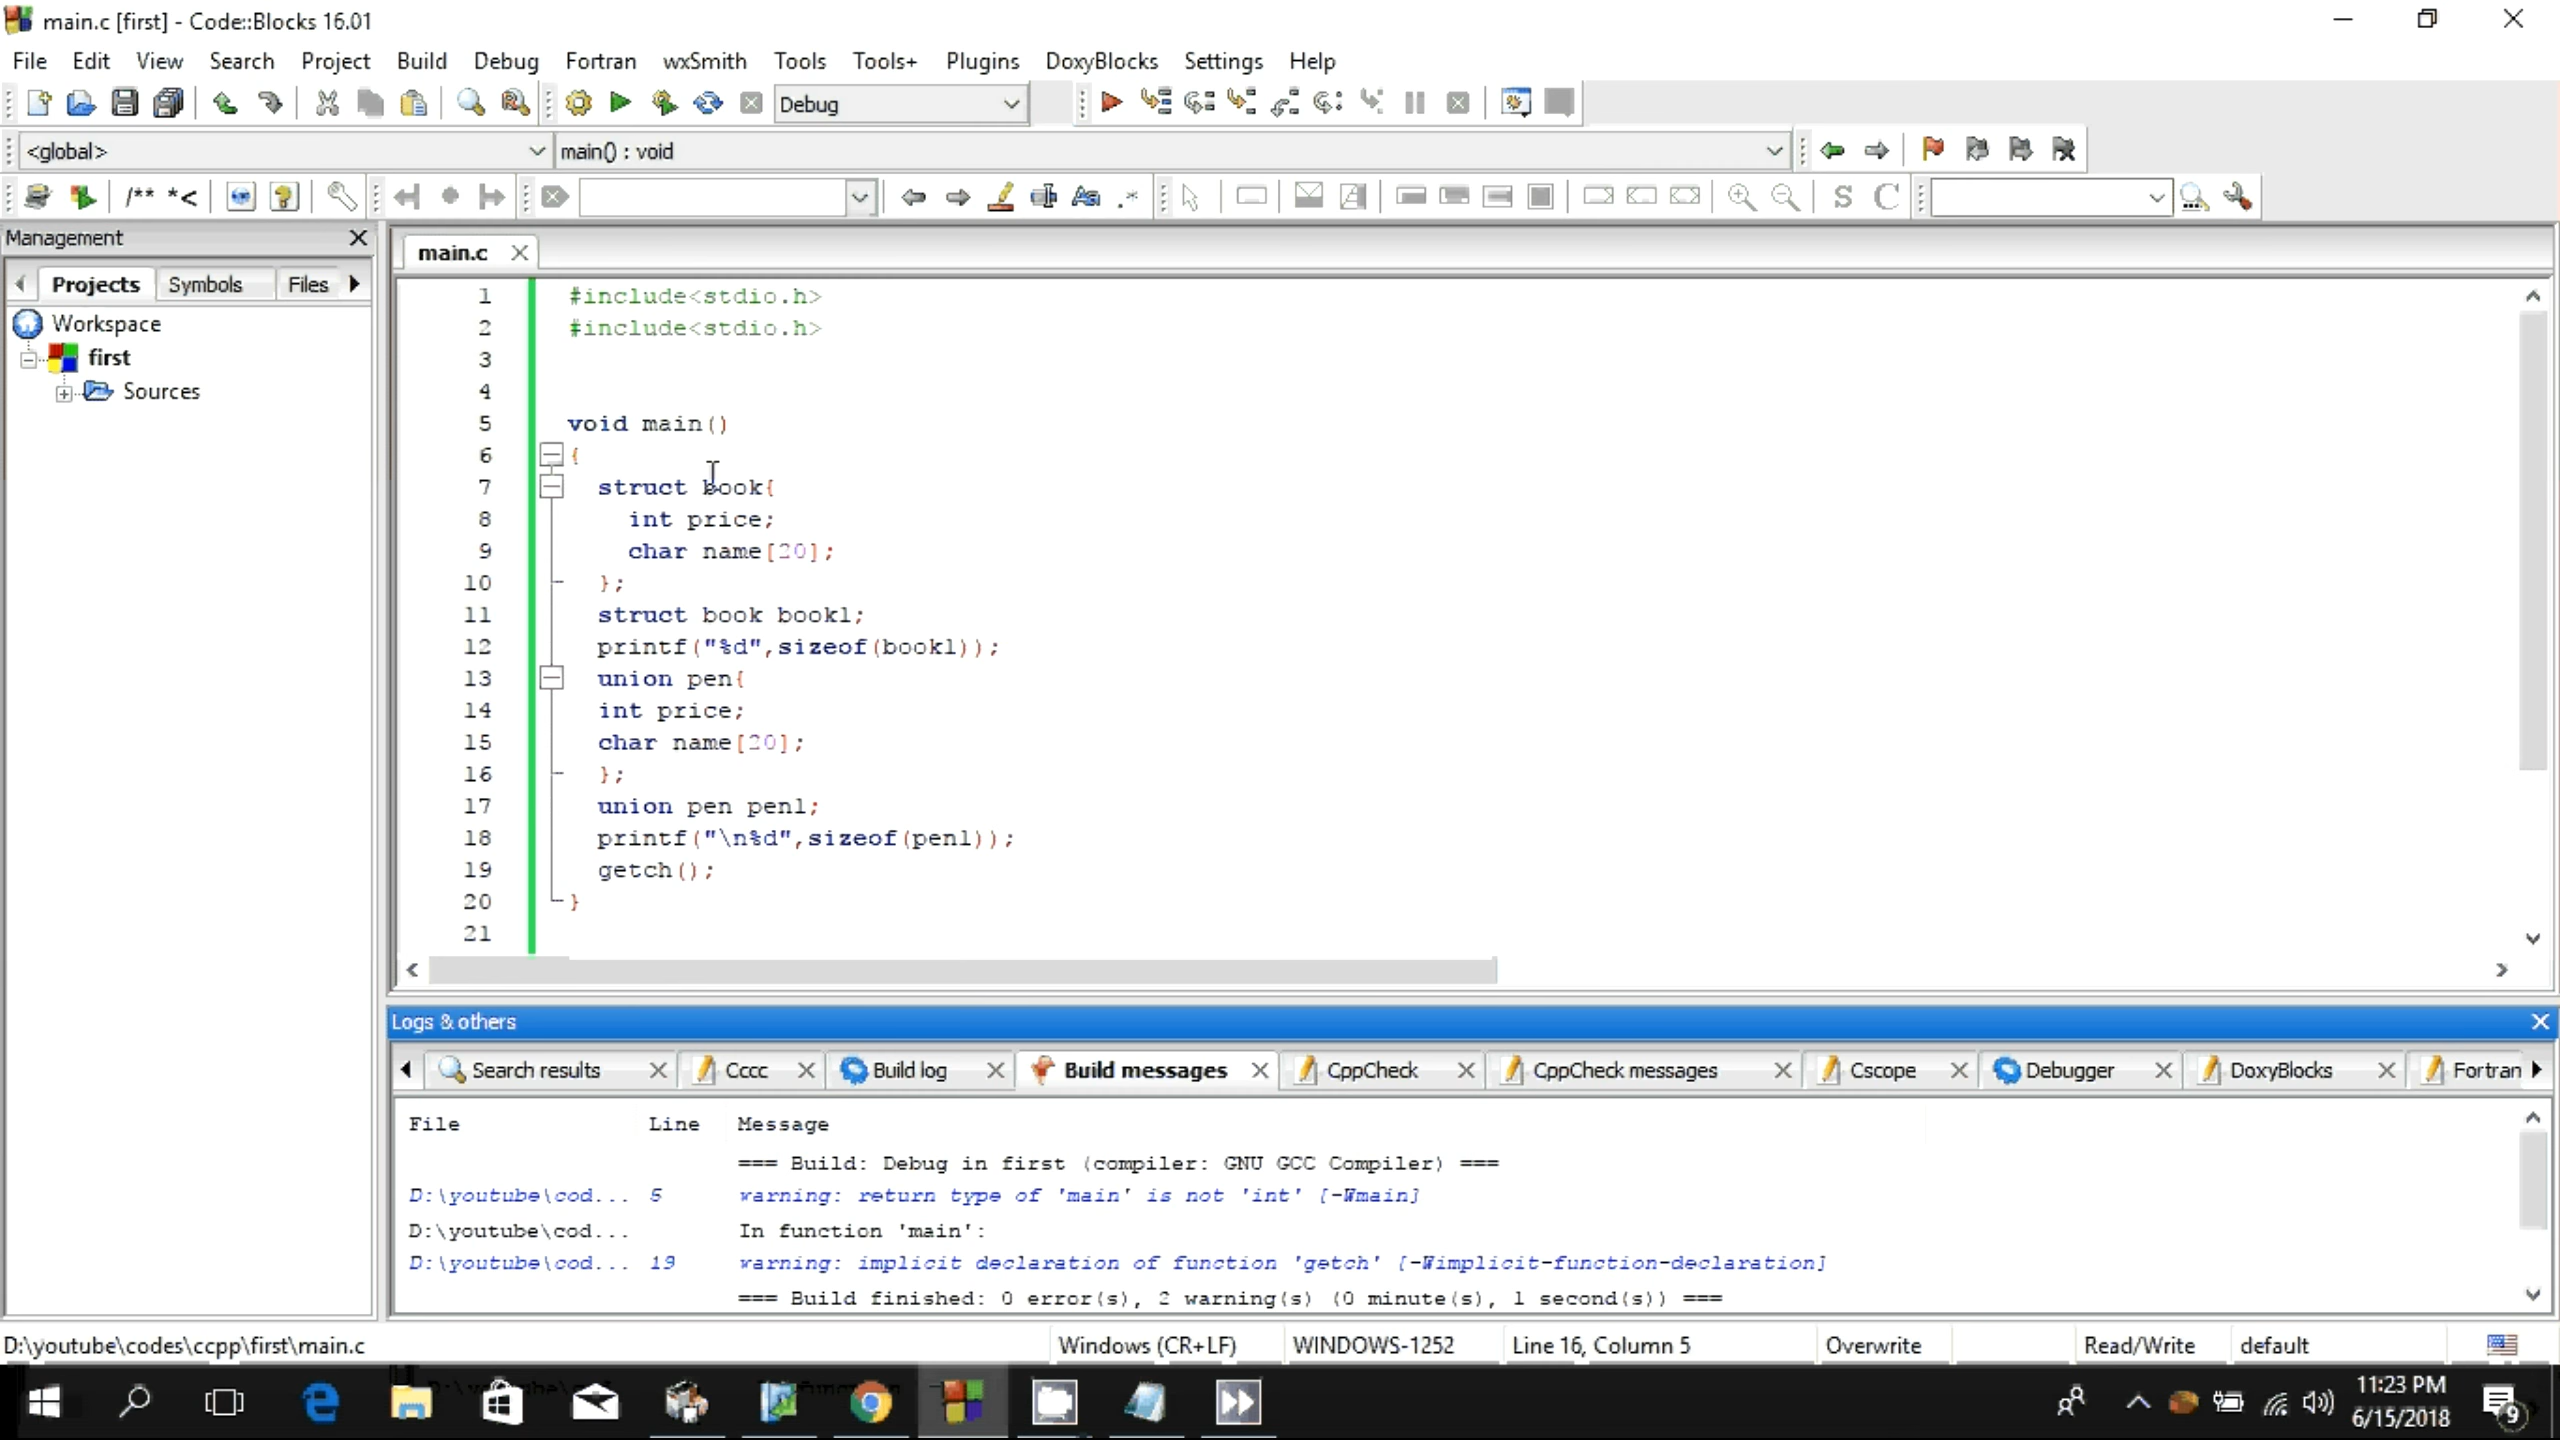 main.c [first] - Code::Blocks 16.01
File Edit View Search Project Build Debug Fortran wxSmith Tools Tools+ Plugins DoxyBlocks Settings Help
Debug
<global> main() : void
/** *<
S C
Management
Projects Symbols Files
Workspace
first
Sources
main.c
1 #include<stdio.h>
2 #include<stdio.h>
3
4
5 void main()
6 {
7 struct book{
8 int price;
9 char name[20];
10 };
11 struct book book1;
12 printf("%d",sizeof(book1));
13 union pen{
14 int price;
15 char name[20];
16 };
17 union pen pen1;
18 printf("\n%d",sizeof(pen1));
19 getch();
20 }
21
Logs & others
Search results Cccc Build log Build messages CppCheck CppCheck messages Cscope Debugger DoxyBlocks Fortran
File Line Message
=== Build: Debug in first (compiler: GNU GCC Compiler) ===
D:\youtube\cod... 5 warning: return type of 'main' is not 'int' [-Wmain]
D:\youtube\cod... In function 'main':
D:\youtube\cod... 19 warning: implicit declaration of function 'getch' [-Wimplicit-function-declaration]
=== Build finished: 0 error(s), 2 warning(s) (0 minute(s), 1 second(s)) ===
D:\youtube\codes\ccpp\first\main.c Windows (CR+LF) WINDOWS-1252 Line 16, Column 5 Overwrite Read/Write default
11:23 PM
6/15/2018
9